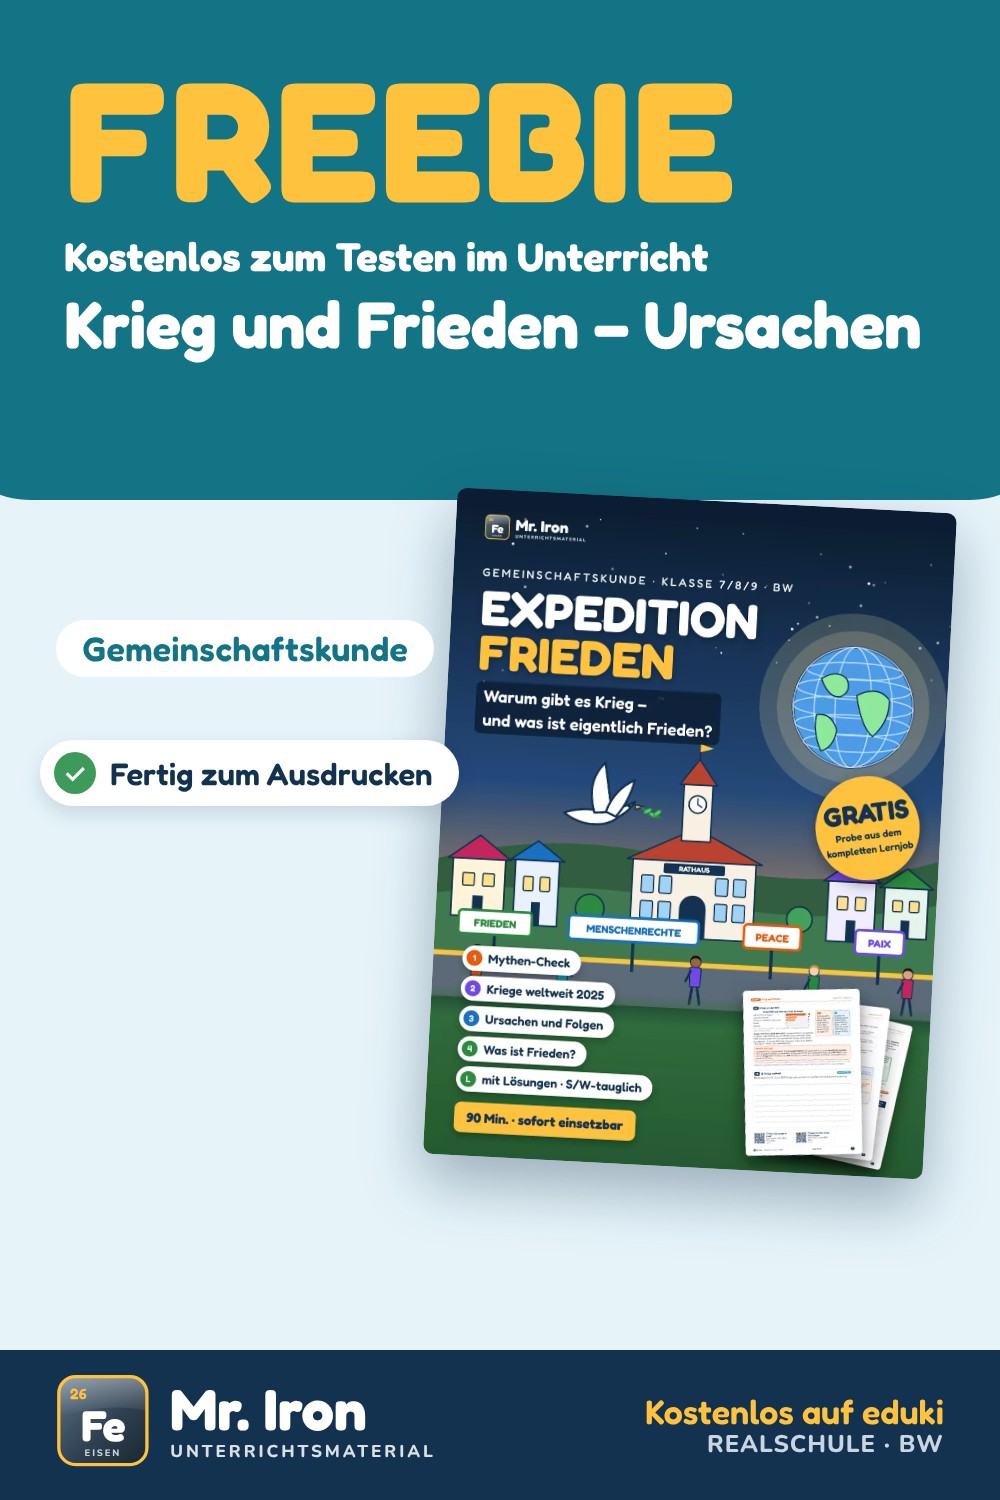 FREEBIE
Kostenlos zum Testen im Unterricht
Krieg und Frieden – Ursachen
Gemeinschaftskunde
Fertig zum Ausdrucken
Fe
Mr. Iron
UNTERRICHTSMATERIAL
GEMEINSCHAFTSKUNDE · KLASSE 7/8/9 · BW
EXPEDITION
FRIEDEN
Warum gibt es Krieg –
und was ist eigentlich Frieden?
GRATIS
Probe aus dem
kompletten Lernjob
RATHAUS
FRIEDEN
MENSCHENRECHTE
PEACE
PAIX
1 Mythen-Check
2 Kriege weltweit 2025
3 Ursachen und Folgen
4 Was ist Frieden?
L mit Lösungen · S/W-tauglich
90 Min. · sofort einsetzbar
26
Fe
EISEN
Mr. Iron
UNTERRICHTSMATERIAL
Kostenlos auf eduki
REALSCHULE · BW